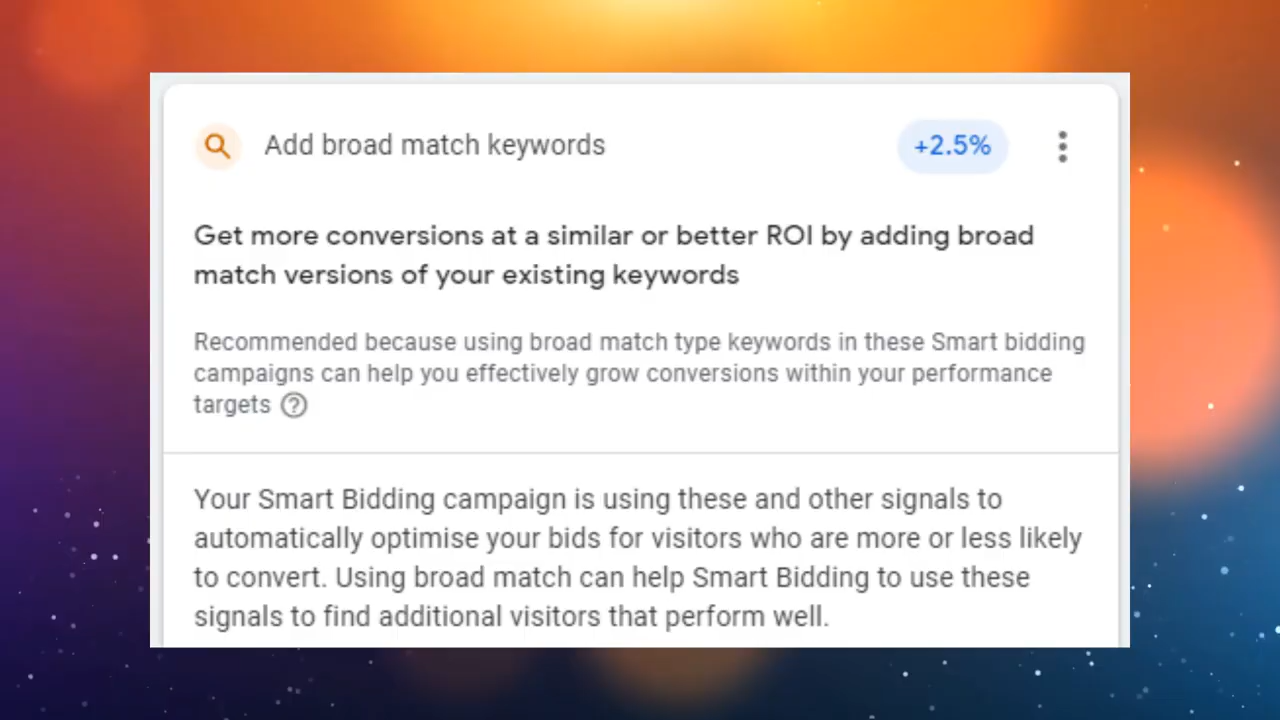 Add broad match keywords
+2.5%
Get more conversions at a similar or better ROI by adding broad
match versions of your existing keywords
Recommended because using broad match type keywords in these Smart bidding
campaigns can help you effectively grow conversions within your performance
targets ?
Your Smart Bidding campaign is using these and other signals to
automatically optimise your bids for visitors who are more or less likely
to convert. Using broad match can help Smart Bidding to use these
signals to find additional visitors that perform well.